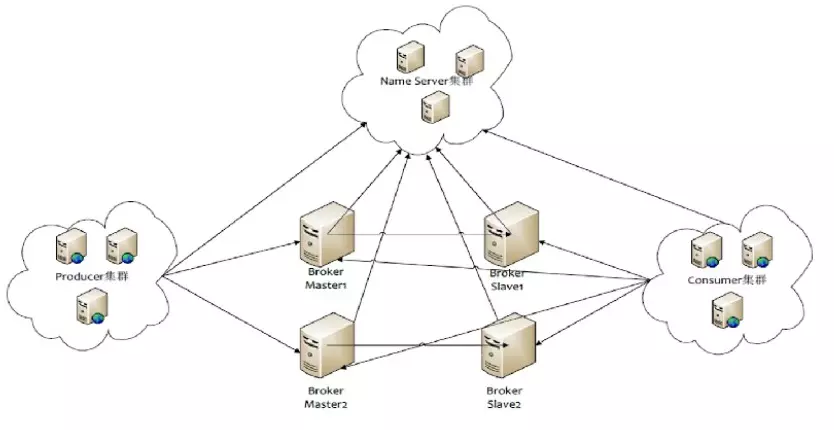 Name Server集群
Producer集群
Broker
Master1
Broker
Slave1
Consumer集群
Broker
Master2
Broker
Slave2